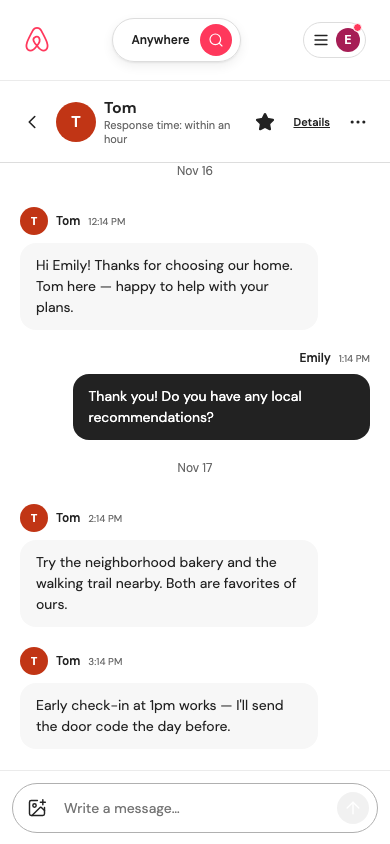 Anywhere
E
T
Tom
Response time: within an
hour
Details
Nov 16
T
Tom 12:14 PM
Hi Emily! Thanks for choosing our home.
Tom here — happy to help with your
plans.
Emily 1:14 PM
Thank you! Do you have any local
recommendations?
Nov 17
T
Tom 2:14 PM
Try the neighborhood bakery and the
walking trail nearby. Both are favorites of
ours.
T
Tom 3:14 PM
Early check-in at 1pm works — I'll send
the door code the day before.
Write a message...